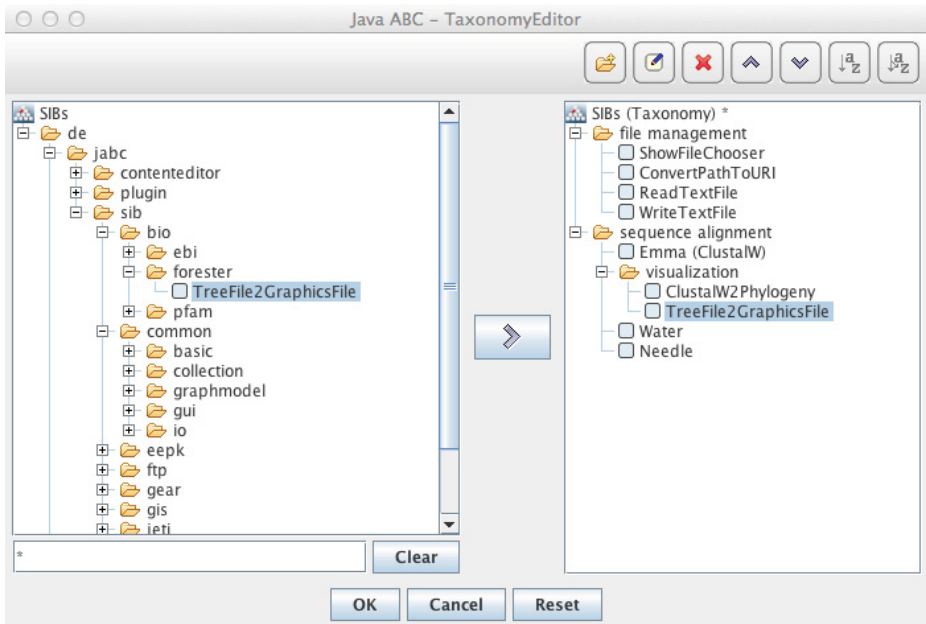 Java ABC – TaxonomyEditor
a z
a z
SIBs
de
jabc
contenteditor
plugin
sib
bio
ebi
forester
TreeFile2GraphicsFile
pfam
common
basic
collection
graphmodel
gui
io
eepk
ftp
gear
gis
jeti
*
Clear
SIBs (Taxonomy) *
file management
ShowFileChooser
ConvertPathToURI
ReadTextFile
WriteTextFile
sequence alignment
Emma (ClustalW)
visualization
ClustalW2Phylogeny
TreeFile2GraphicsFile
Water
Needle
OK Cancel Reset